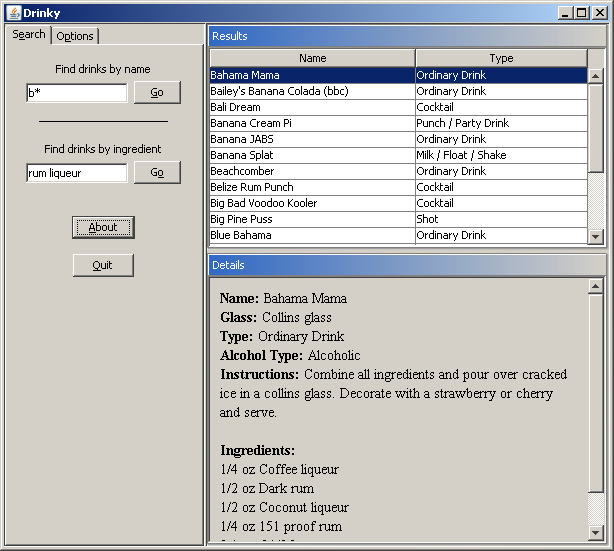 Drinky
Search Options
Find drinks by name
b* Go
Find drinks by ingredient
rum liqueur Go
About
Quit
Results
Name Type
Bahama Mama Ordinary Drink
Bailey's Banana Colada (bbc) Ordinary Drink
Bali Dream Cocktail
Banana Cream Pi Punch / Party Drink
Banana JABS Ordinary Drink
Banana Splat Milk / Float / Shake
Beachcomber Ordinary Drink
Belize Rum Punch Cocktail
Big Bad Voodoo Kooler Cocktail
Big Pine Puss Shot
Blue Bahama Ordinary Drink
Details
Name: Bahama Mama
Glass: Collins glass
Type: Ordinary Drink
Alcohol Type: Alcoholic
Instructions: Combine all ingredients and pour over cracked
ice in a collins glass. Decorate with a strawberry or cherry
and serve.
Ingredients:
1/4 oz Coffee liqueur
1/2 oz Dark rum
1/2 oz Coconut liqueur
1/4 oz 151 proof rum